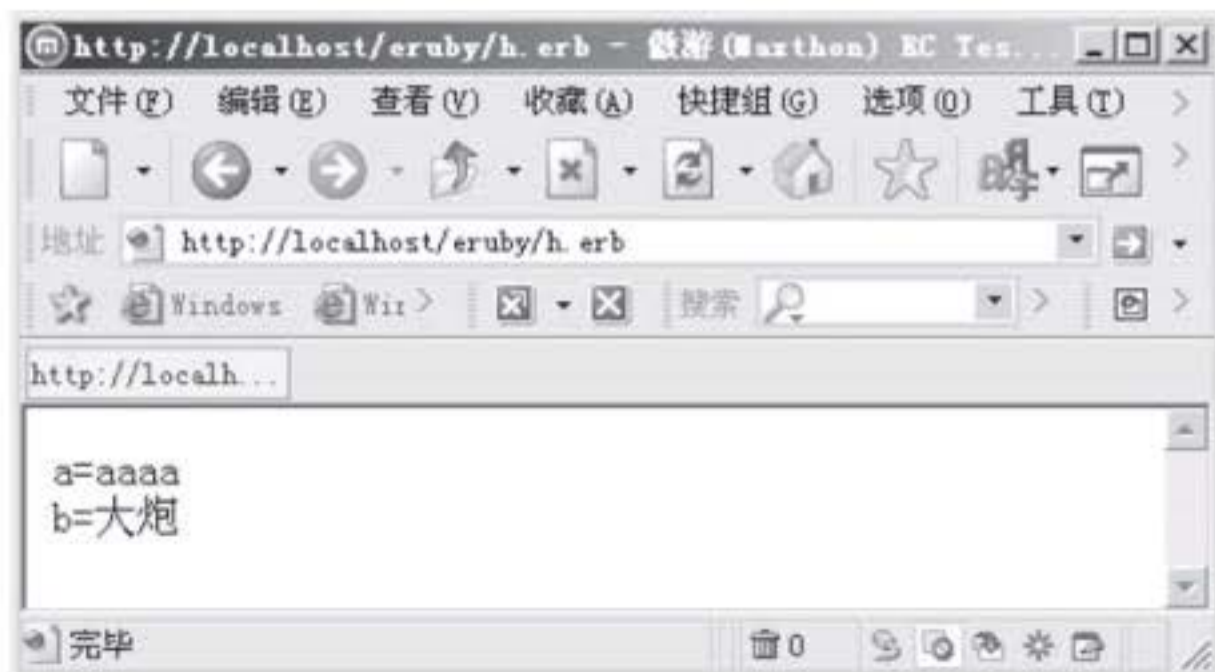 http://localhost/eruby/h.erb - 傲游(Maxthon) EC Tes...
文件(F) 编辑(E) 查看(V) 收藏(A) 快捷组(G) 选项(O) 工具(T)
地址 http://localhost/eruby/h.erb
Windows Wir 搜索
http://localh...
a=aaaa
b=大炮
完毕 0